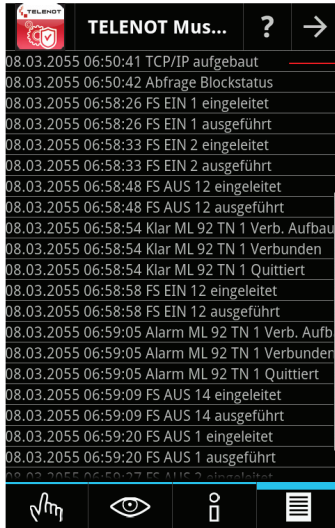 TELENOT
TELENOT Mus... ? →
08.03.2055 06:50:41 TCP/IP aufgebaut
08.03.2055 06:50:42 Abfrage Blockstatus
08.03.2055 06:58:26 FS EIN 1 eingeleitet
08.03.2055 06:58:26 FS EIN 1 ausgeführt
08.03.2055 06:58:33 FS EIN 2 eingeleitet
08.03.2055 06:58:33 FS EIN 2 ausgeführt
08.03.2055 06:58:48 FS AUS 12 eingeleitet
08.03.2055 06:58:48 FS AUS 12 ausgeführt
08.03.2055 06:58:54 Klar ML 92 TN 1 Verb. Aufbau
08.03.2055 06:58:54 Klar ML 92 TN 1 Verbunden
08.03.2055 06:58:54 Klar ML 92 TN 1 Quittiert
08.03.2055 06:58:58 FS EIN 12 eingeleitet
08.03.2055 06:58:58 FS EIN 12 ausgeführt
08.03.2055 06:59:05 Alarm ML 92 TN 1 Verb. Aufb
08.03.2055 06:59:05 Alarm ML 92 TN 1 Verbunden
08.03.2055 06:59:05 Alarm ML 92 TN 1 Quittiert
08.03.2055 06:59:09 FS AUS 14 eingeleitet
08.03.2055 06:59:09 FS AUS 14 ausgeführt
08.03.2055 06:59:20 FS AUS 1 eingeleitet
08.03.2055 06:59:20 FS AUS 1 ausgeführt
08.03.2055 06:59:27 FS AUS 2 eingeleitet